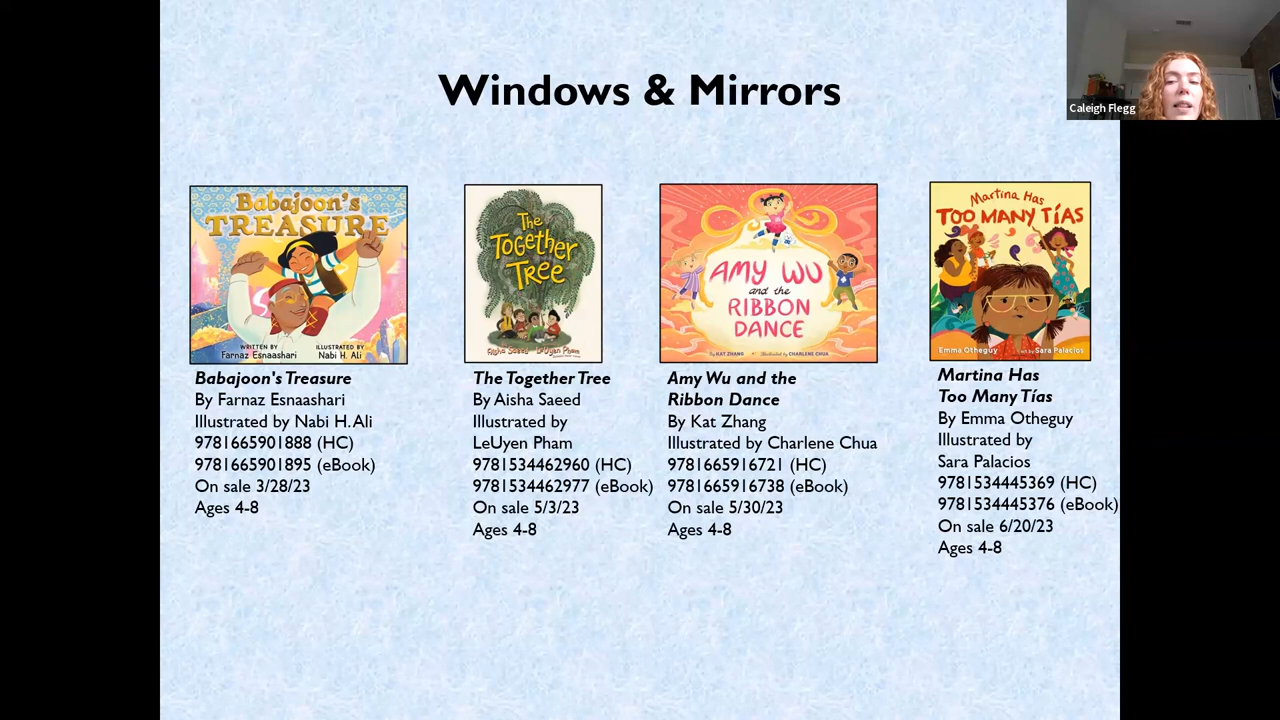 Windows & Mirrors
Caleigh Flegg
Babajoon's
TREASURE
WRITTEN BY
Farnaz Esnaashari
ILLUSTRATED BY
Nabi H. Ali
Babajoon's Treasure
By Farnaz Esnaashari
Illustrated by Nabi H. Ali
9781665901888 (HC)
9781665901895 (eBook)
On sale 3/28/23
Ages 4-8
The
Together
Tree
Aisha Saeed LeUyen Pham
The Together Tree
By Aisha Saeed
Illustrated by
LeUyen Pham
9781534462960 (HC)
9781534462977 (eBook)
On sale 5/3/23
Ages 4-8
AMY WU
and the
RIBBON
DANCE
By KAT ZHANG Illustrated by CHARLENE CHUA
Amy Wu and the
Ribbon Dance
By Kat Zhang
Illustrated by Charlene Chua
9781665916721 (HC)
9781665916738 (eBook)
On sale 5/30/23
Ages 4-8
Martina Has
TOO MANY TÍAS
Emma Otheguy Sara Palacios
Martina Has
Too Many Tías
By Emma Otheguy
Illustrated by
Sara Palacios
9781534445369 (HC)
9781534445376 (eBook)
On sale 6/20/23
Ages 4-8